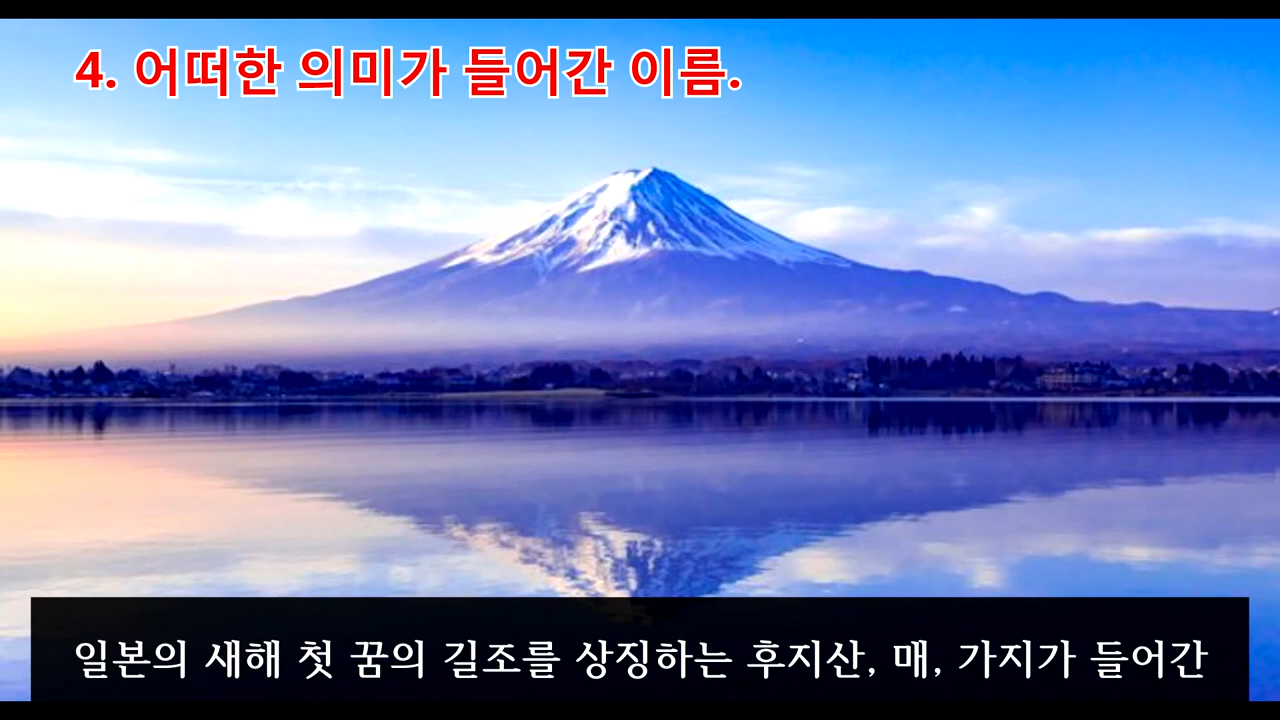 4. 어떠한 의미가 들어간 이름.
일본의 새해 첫 꿈의 길조를 상징하는 후지산, 매, 가지가 들어간